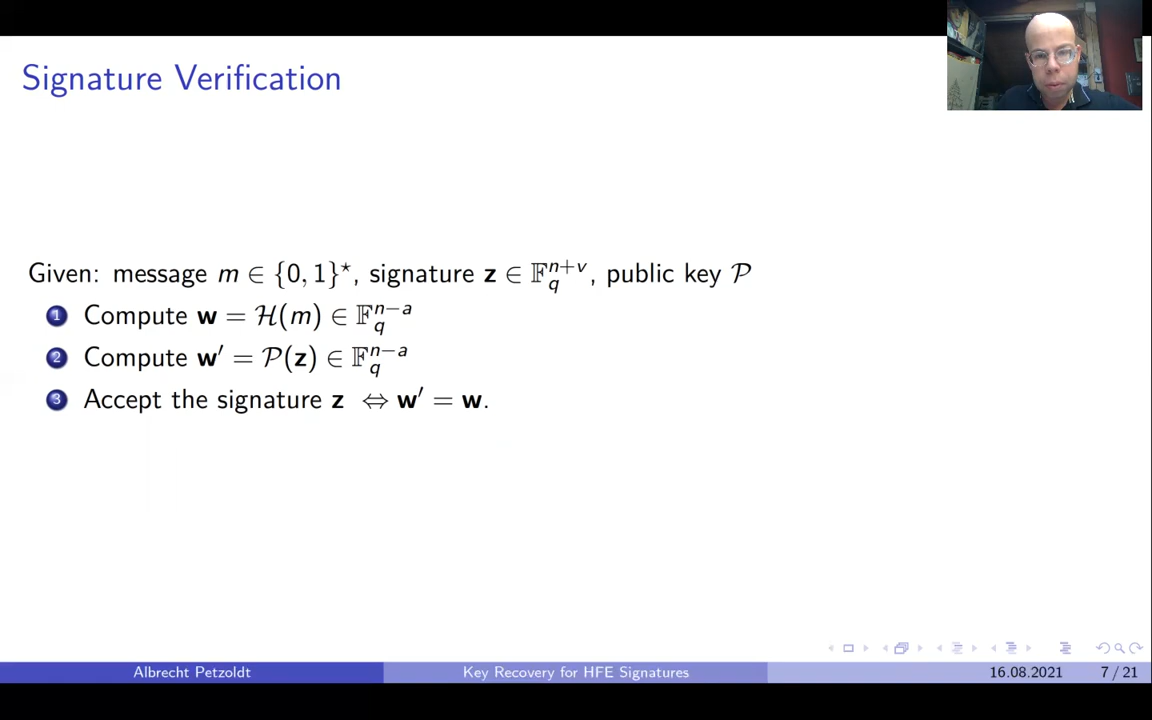 Signature Verification
Given: message m ∈ {0, 1}⋆, signature z ∈ 𝔽_q^{n+v}, public key 𝒫
1 Compute w = ℋ(m) ∈ 𝔽_q^{n−a}
2 Compute w′ = 𝒫(z) ∈ 𝔽_q^{n−a}
3 Accept the signature z ⇔ w′ = w.
Albrecht Petzoldt Key Recovery for HFE Signatures 16.08.2021 7 / 21